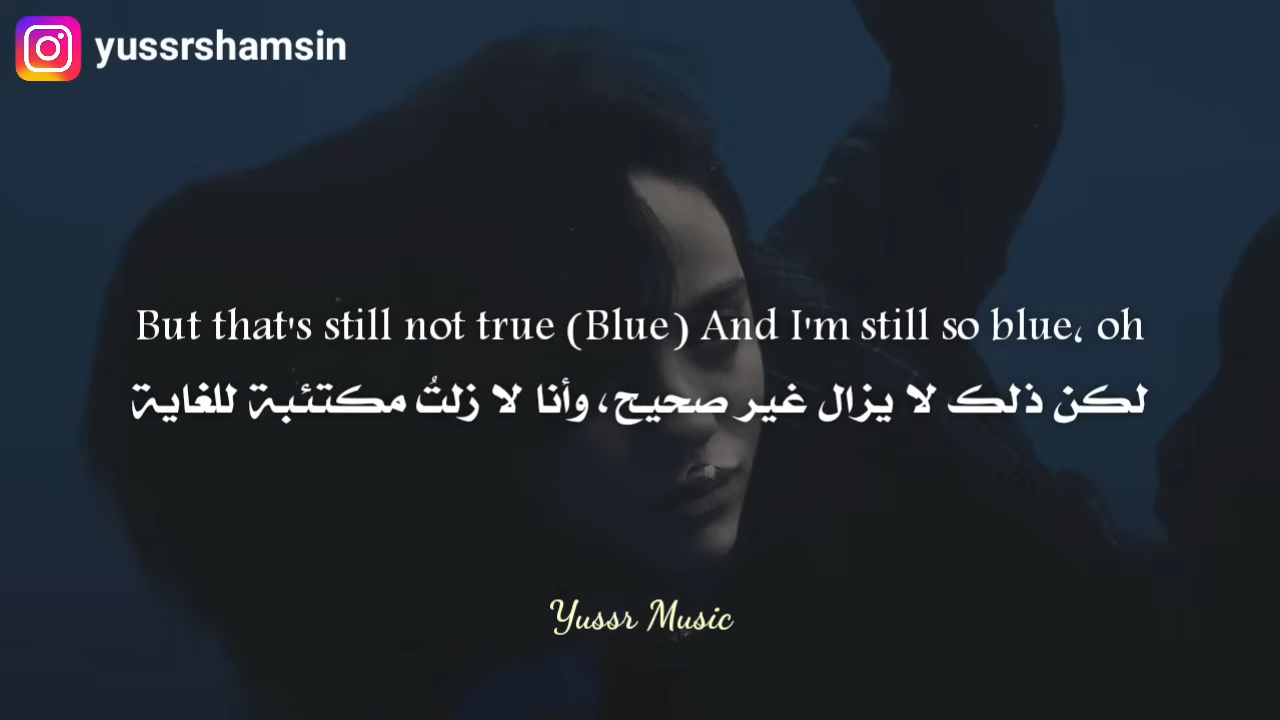 yussrshamsin
But that's still not true (Blue) And I'm still so blue، oh
لكن ذلك لا يزال غير صحيح، وأنا لا زلتُ مكتئبة للغاية
Yussr Music